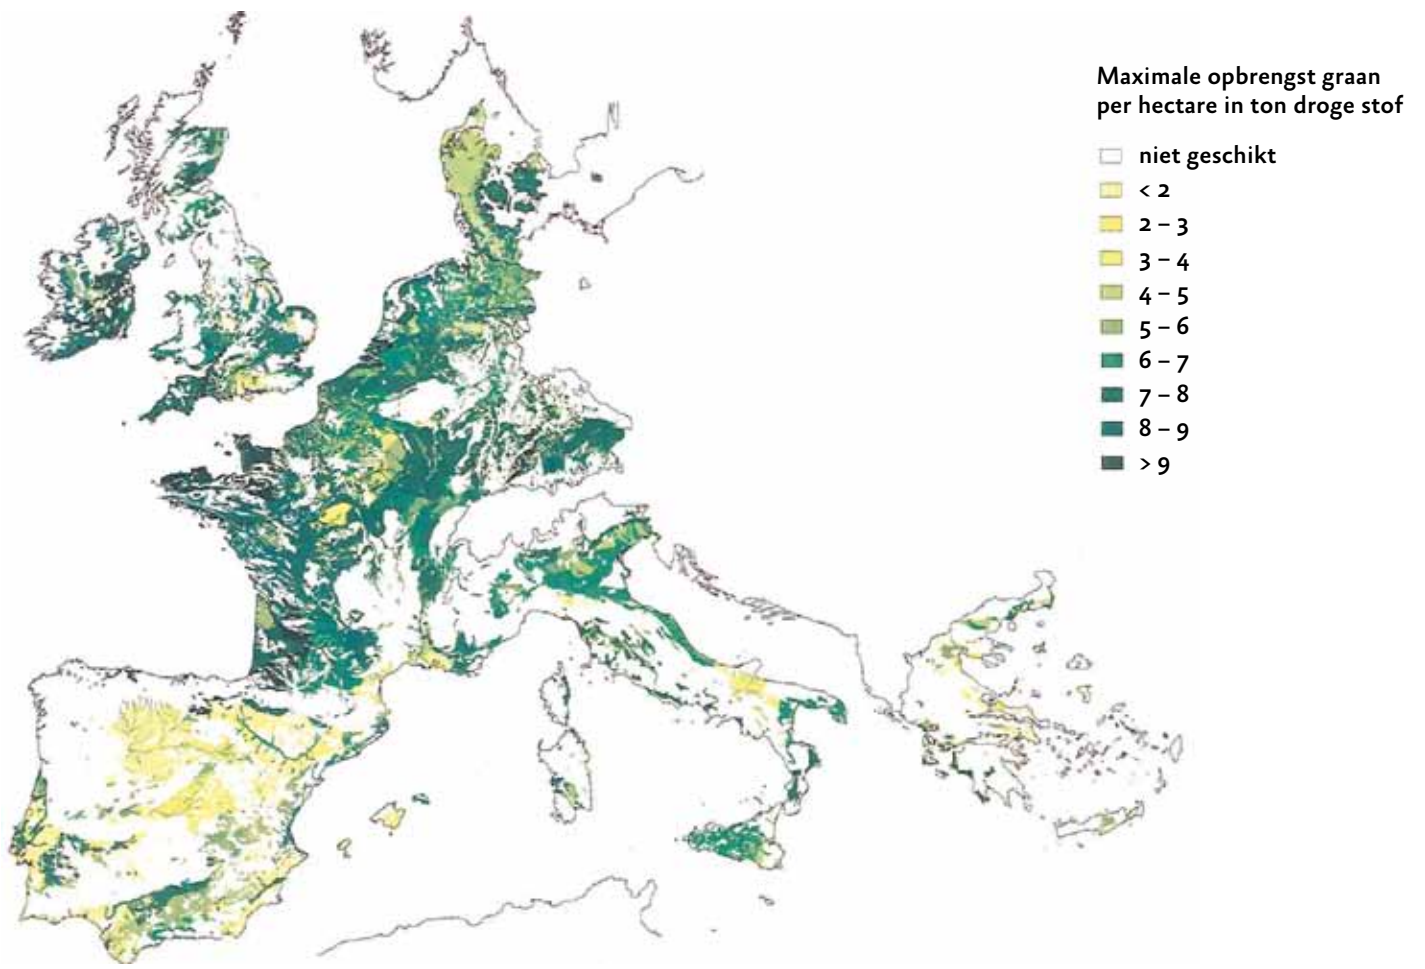 Maximale opbrengst graan
per hectare in ton droge stof
niet geschikt
< 2
2 – 3
3 – 4
4 – 5
5 – 6
6 – 7
7 – 8
8 – 9
> 9